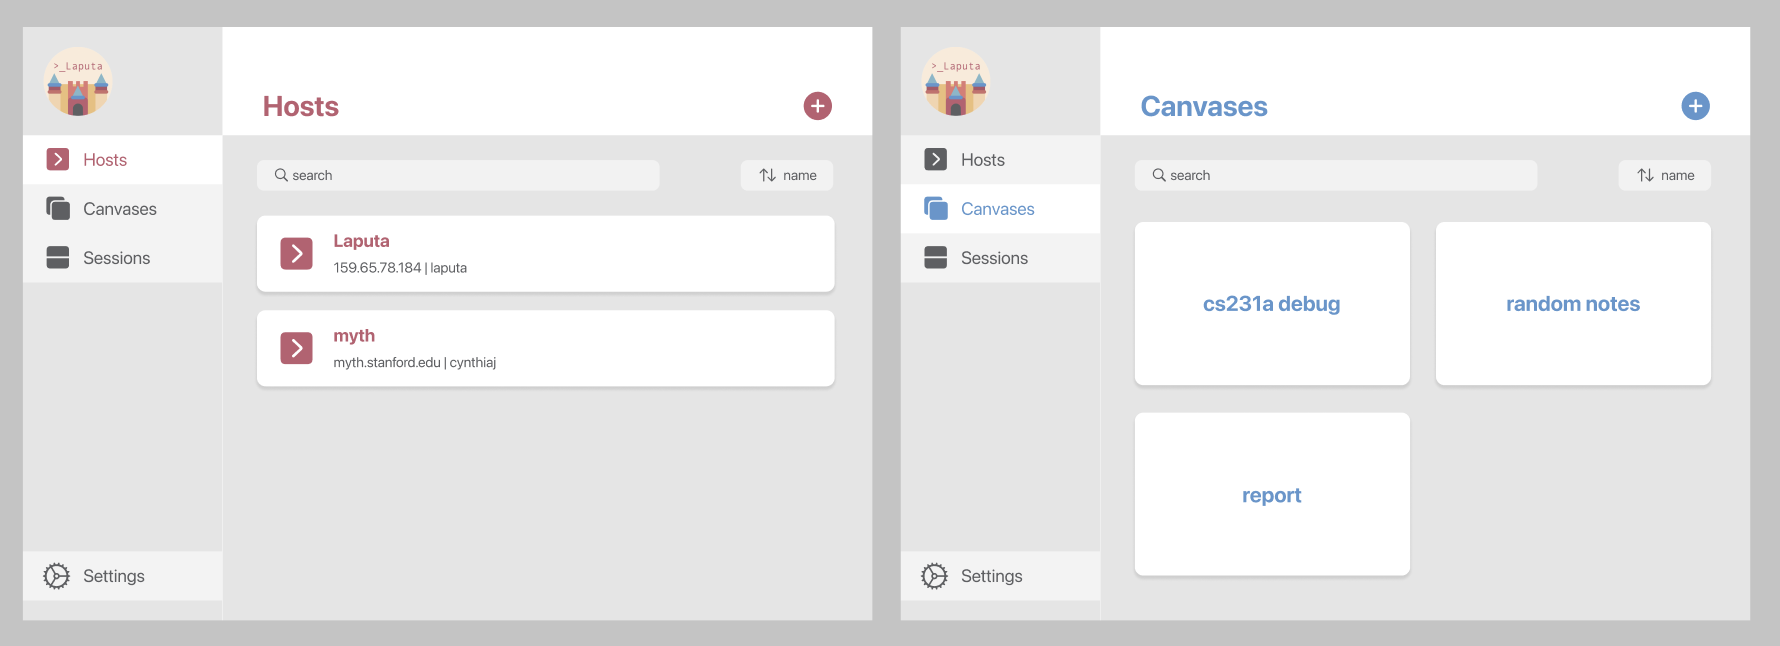 >_Laputa
Hosts
Hosts
Canvases
Sessions
Settings
search
name
Laputa
159.65.78.184 | laputa
myth
myth.stanford.edu | cynthiaj
>_Laputa
Canvases
Hosts
Canvases
Sessions
Settings
search
name
cs231a debug
random notes
report